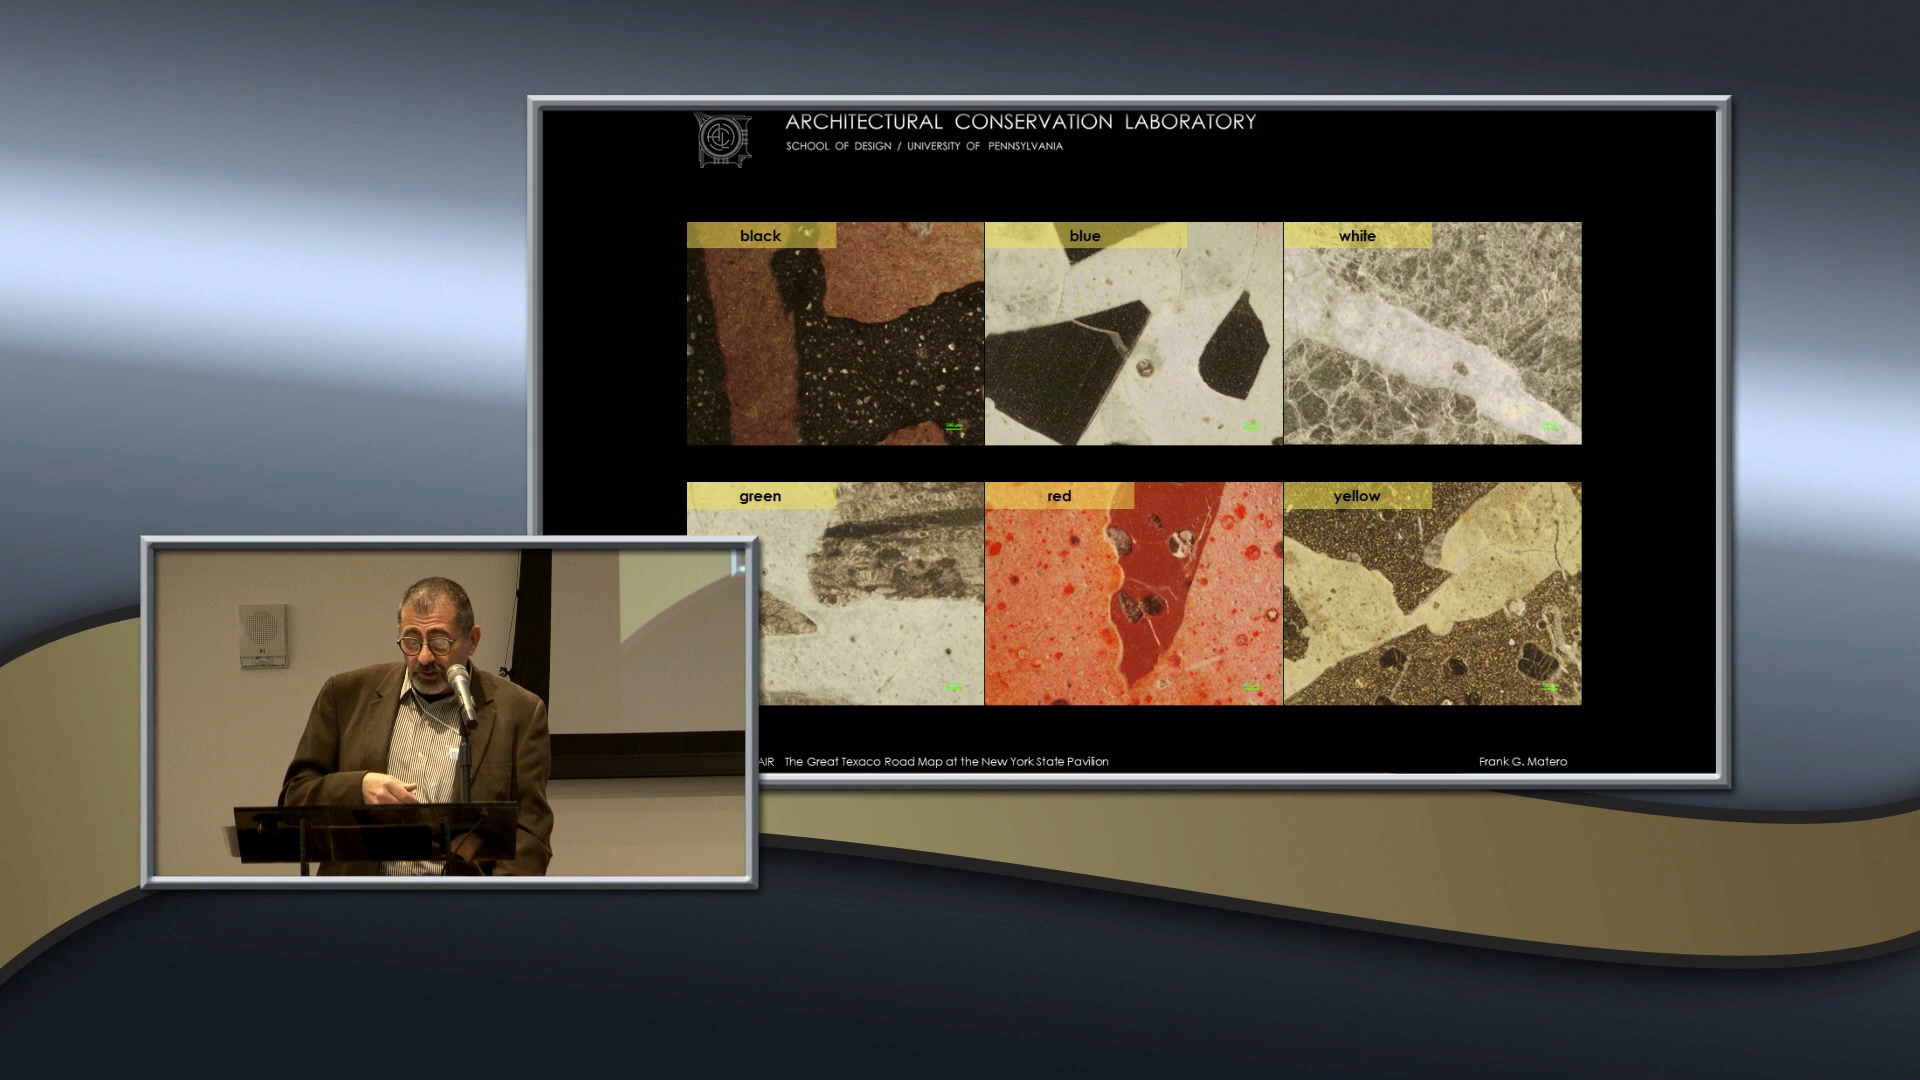 ARCHITECTURAL CONSERVATION LABORATORY
SCHOOL OF DESIGN / UNIVERSITY OF PENNSYLVANIA
black
blue
white
green
red
yellow
AIR The Great Texaco Road Map at the New York State Pavilion
Frank G. Matero